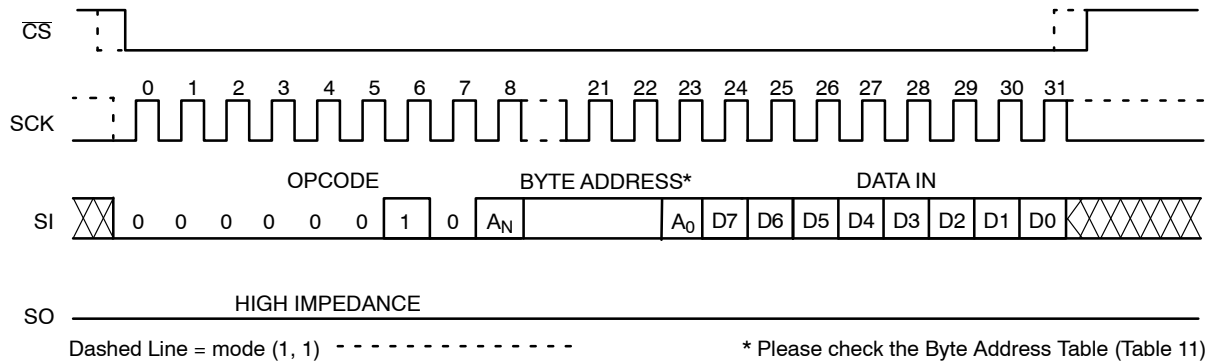 CS
0 1 2 3 4 5 6 7 8 21 22 23 24 25 26 27 28 29 30 31
SCK
OPCODE BYTE ADDRESS* DATA IN
SI 0 0 0 0 0 0 1 0 AN A0 D7 D6 D5 D4 D3 D2 D1 D0
HIGH IMPEDANCE
SO
Dashed Line = mode (1, 1) * Please check the Byte Address Table (Table 11)